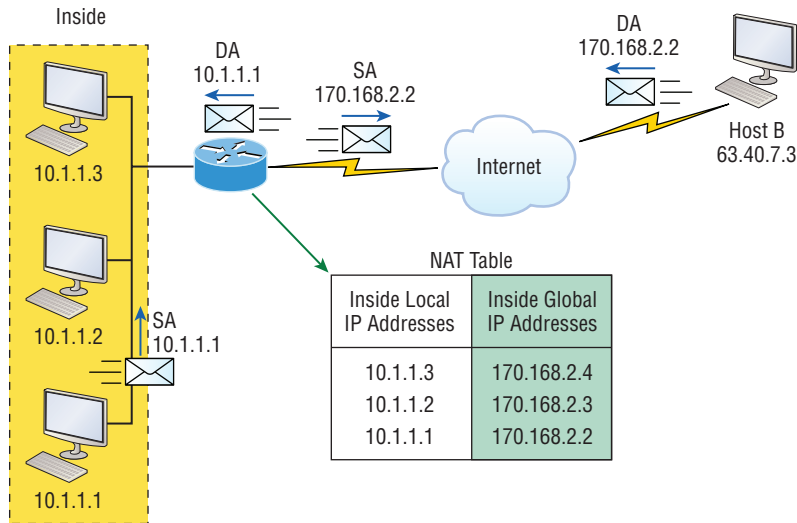 Inside
DA
10.1.1.1
SA
170.168.2.2
DA
170.168.2.2
10.1.1.3
Internet
Host B
63.40.7.3
10.1.1.2
SA
10.1.1.1
10.1.1.1
NAT Table
Inside Local
IP Addresses
Inside Global
IP Addresses
10.1.1.3 170.168.2.4
10.1.1.2 170.168.2.3
10.1.1.1 170.168.2.2